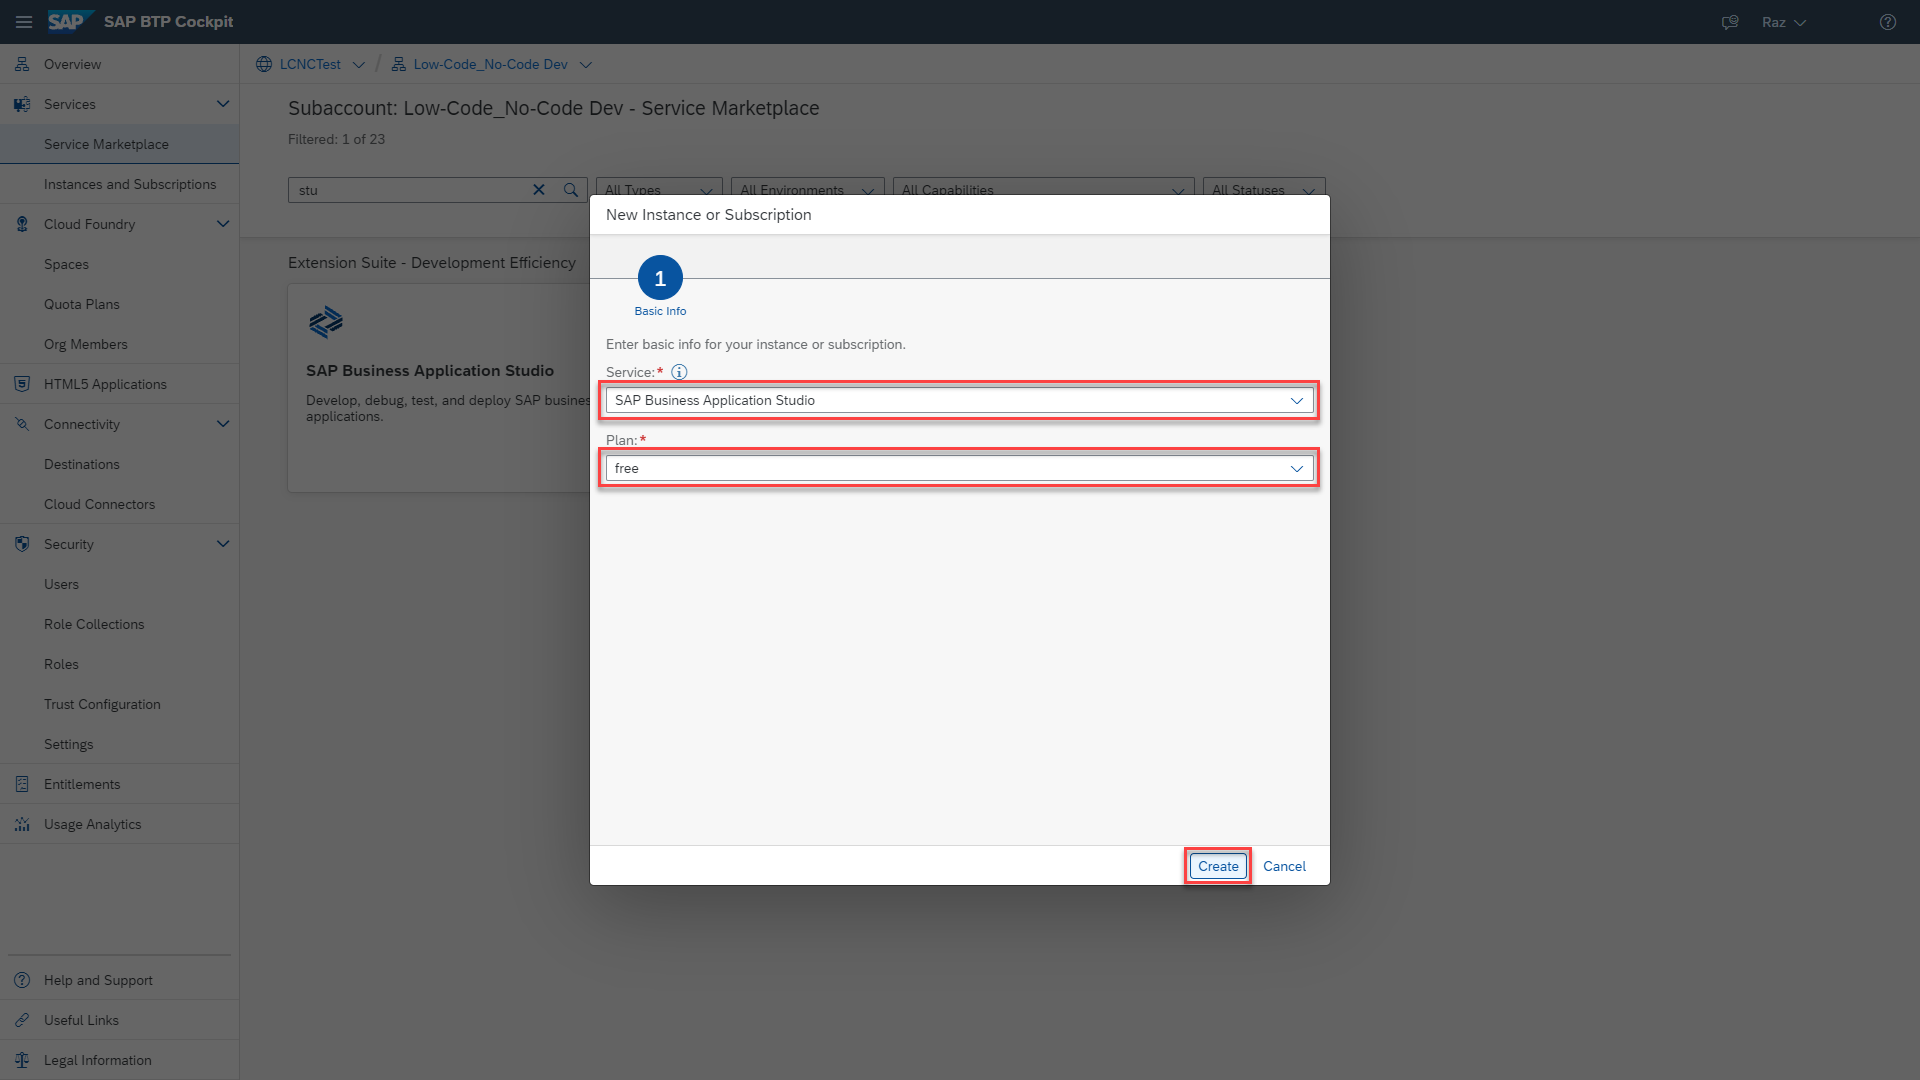 SAP SAP BTP Cockpit
Raz
Overview
Services
Service Marketplace
Instances and Subscriptions
Cloud Foundry
Spaces
Quota Plans
Org Members
HTML5 Applications
Connectivity
Destinations
Cloud Connectors
Security
Users
Role Collections
Roles
Trust Configuration
Settings
Entitlements
Usage Analytics
Help and Support
Useful Links
Legal Information
LCNCTest / Low-Code_No-Code Dev
Subaccount: Low-Code_No-Code Dev - Service Marketplace
Filtered: 1 of 23
stu
All Types
All Environments
All Capabilities
All Statuses
Extension Suite - Development Efficiency
SAP Business Application Studio
Develop, debug, test, and deploy SAP busine
applications.
New Instance or Subscription
1
Basic Info
Enter basic info for your instance or subscription.
Service:*
SAP Business Application Studio
Plan:*
free
Create
Cancel